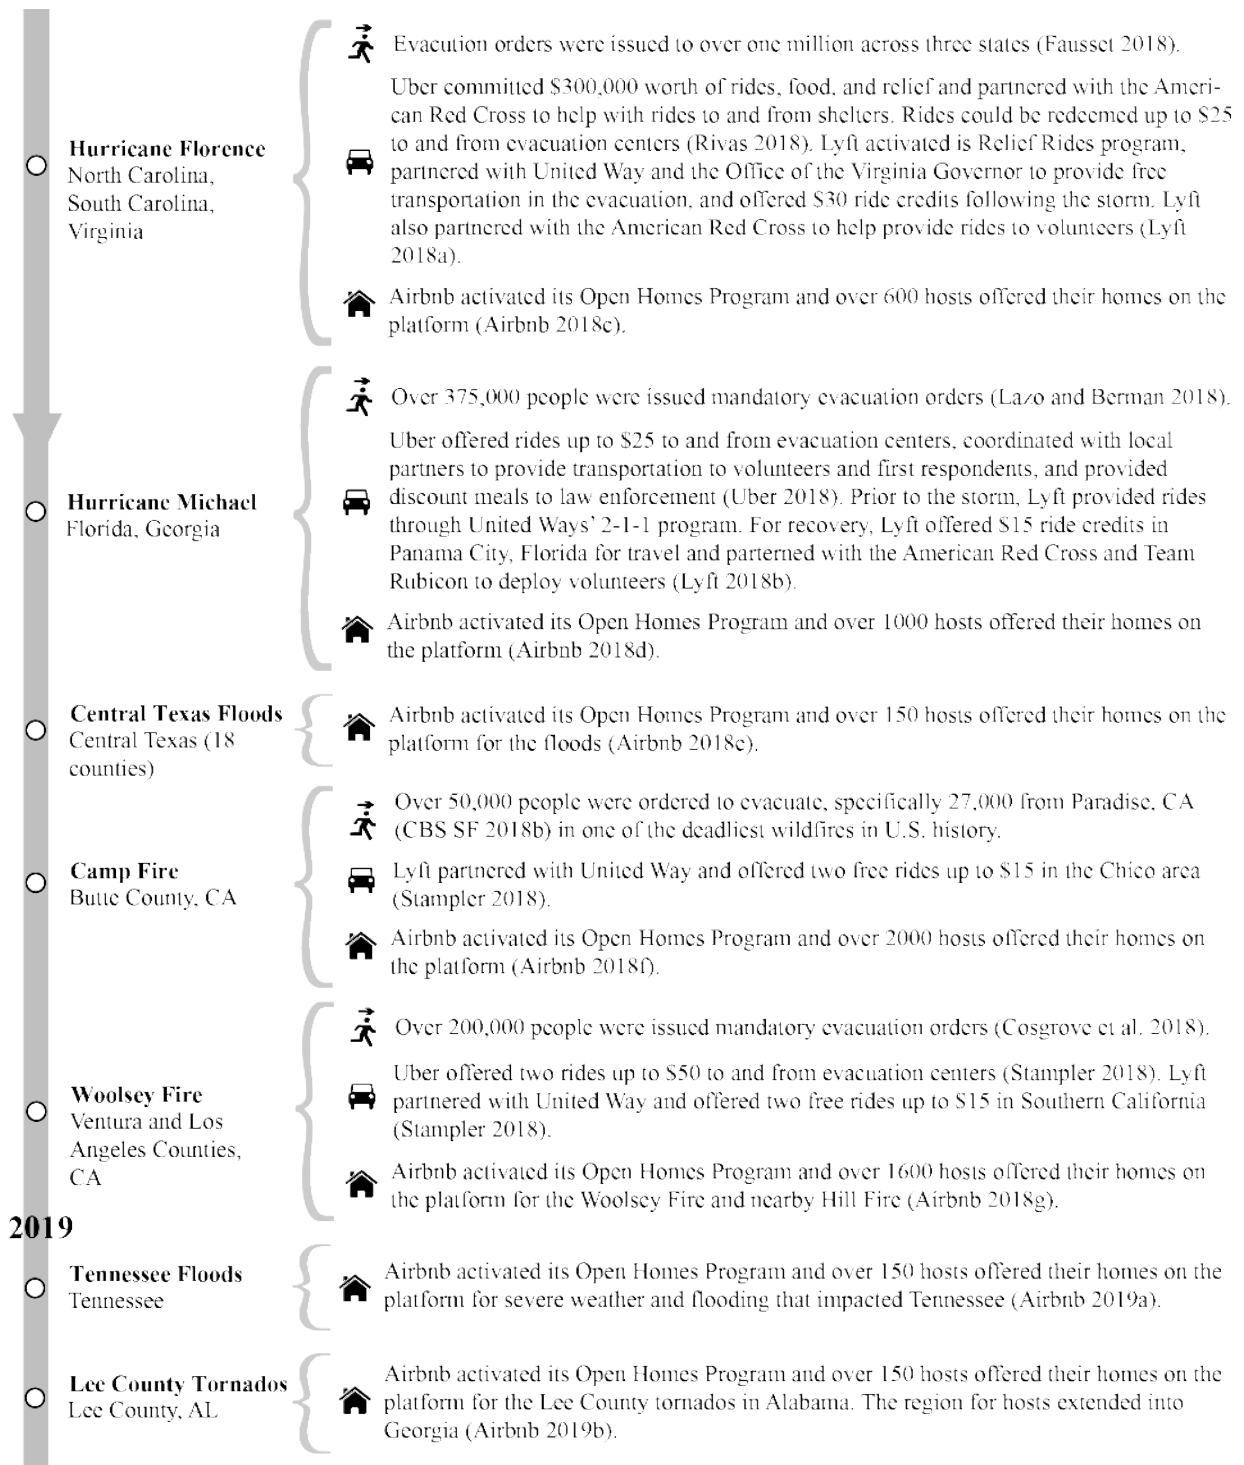 Hurricane Florence
North Carolina,
South Carolina,
Virginia
Evacution orders were issued to over one million across three states (Fausset 2018).
Uber committed $300,000 worth of rides, food, and relief and partnered with the Ameri-
can Red Cross to help with rides to and from shelters. Rides could be redeemed up to $25
to and from evacuation centers (Rivas 2018). Lyft activated is Relief Rides program,
partnered with United Way and the Office of the Virginia Governor to provide free
transportation in the evacuation, and offered $30 ride credits following the storm. Lyft
also partnered with the American Red Cross to help provide rides to volunteers (Lyft
2018a).
Airbnb activated its Open Homes Program and over 600 hosts offered their homes on the
platform (Airbnb 2018c).
Hurricane Michael
Florida, Georgia
Over 375,000 people were issued mandatory evacuation orders (Lazo and Berman 2018).
Uber offered rides up to $25 to and from evacuation centers, coordinated with local
partners to provide transportation to volunteers and first respondents, and provided
discount meals to law enforcement (Uber 2018). Prior to the storm, Lyft provided rides
through United Ways' 2-1-1 program. For recovery, Lyft offered $15 ride credits in
Panama City, Florida for travel and parterned with the American Red Cross and Team
Rubicon to deploy volunteers (Lyft 2018b).
Airbnb activated its Open Homes Program and over 1000 hosts offered their homes on
the platform (Airbnb 2018d).
Central Texas Floods
Central Texas (18
counties)
Airbnb activated its Open Homes Program and over 150 hosts offered their homes on the
platform for the floods (Airbnb 2018e).
Camp Fire
Butte County, CA
Over 50,000 people were ordered to evacuate, specifically 27,000 from Paradise, CA
(CBS SF 2018b) in one of the deadliest wildfires in U.S. history.
Lyft partnered with United Way and offered two free rides up to $15 in the Chico area
(Stampler 2018).
Airbnb activated its Open Homes Program and over 2000 hosts offered their homes on
the platform (Airbnb 2018f).
Woolsey Fire
Ventura and Los
Angeles Counties,
CA
Over 200,000 people were issued mandatory evacuation orders (Cosgrove et al. 2018).
Uber offered two rides up to $50 to and from evacuation centers (Stampler 2018). Lyft
partnered with United Way and offered two free rides up to $15 in Southern California
(Stampler 2018).
Airbnb activated its Open Homes Program and over 1600 hosts offered their homes on
the platform for the Woolsey Fire and nearby Hill Fire (Airbnb 2018g).
2019
Tennessee Floods
Tennessee
Airbnb activated its Open Homes Program and over 150 hosts offered their homes on the
platform for severe weather and flooding that impacted Tennessee (Airbnb 2019a).
Lee County Tornados
Lee County, AL
Airbnb activated its Open Homes Program and over 150 hosts offered their homes on the
platform for the Lee County tornados in Alabama. The region for hosts extended into
Georgia (Airbnb 2019b).